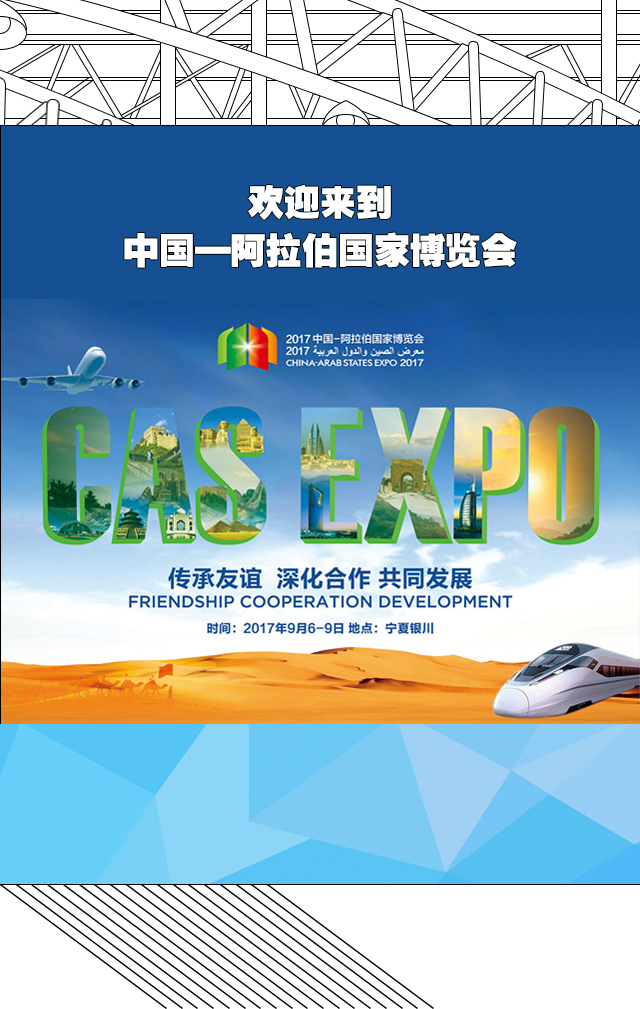 欢迎来到
中国—阿拉伯国家博览会
2017 中国-阿拉伯国家博览会
معرض الصين والدول العربية 2017
CHINA-ARAB STATES EXPO 2017
CAS EXPO
传承友谊 深化合作 共同发展
FRIENDSHIP COOPERATION DEVELOPMENT
时间：2017年9月6-9日 地点：宁夏银川